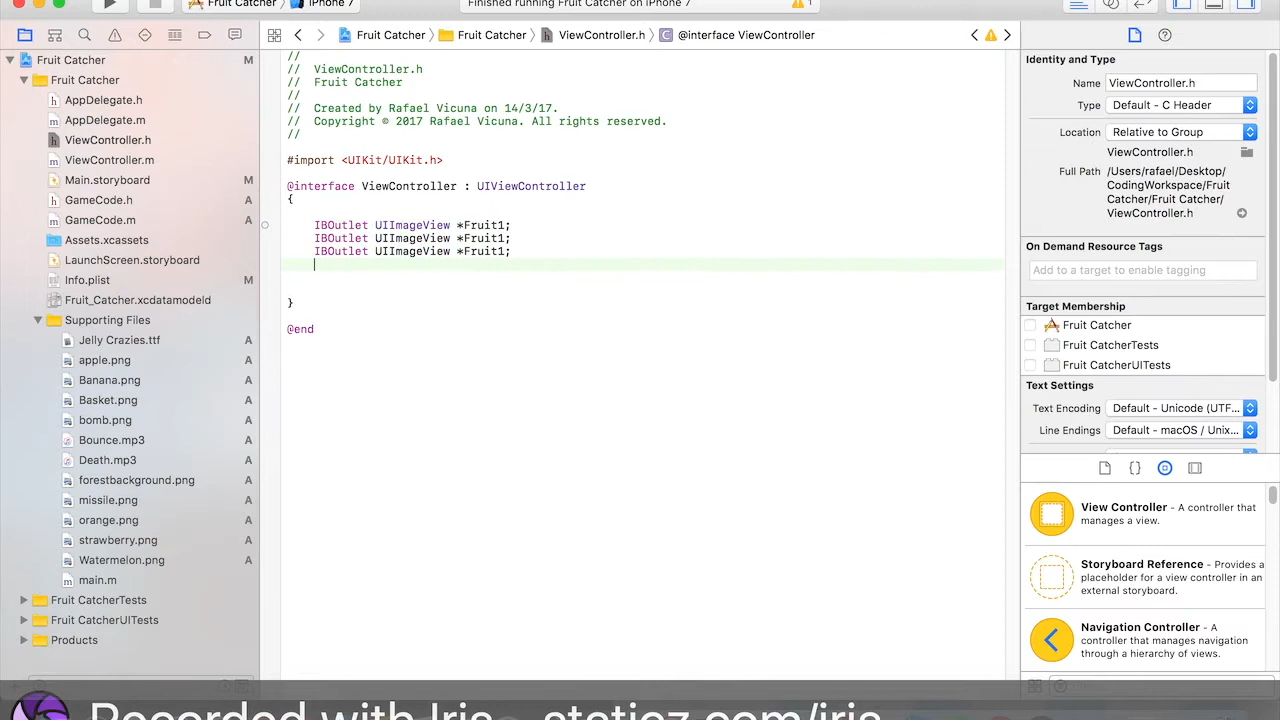 Fruit Catcher
iPhone 7
Finished running Fruit Catcher on iPhone 7
1
Fruit Catcher
Fruit Catcher
ViewController.h
@interface ViewController
Fruit Catcher M
Fruit Catcher
AppDelegate.h
AppDelegate.m
ViewController.h
ViewController.m
Main.storyboard M
GameCode.h A
GameCode.m A
Assets.xcassets
LaunchScreen.storyboard
Info.plist M
Fruit_Catcher.xcdatamodeld
Supporting Files
Jelly Crazies.ttf A
apple.png A
Banana.png A
Basket.png A
bomb.png A
Bounce.mp3 A
Death.mp3 A
forestbackground.png A
missile.png A
orange.png A
strawberry.png A
Watermelon.png A
main.m
Fruit CatcherTests
Fruit CatcherUITests
Products
//
// ViewController.h
// Fruit Catcher
//
// Created by Rafael Vicuna on 14/3/17.
// Copyright © 2017 Rafael Vicuna. All rights reserved.
//
#import <UIKit/UIKit.h>
@interface ViewController : UIViewController
{
IBOutlet UIImageView *Fruit1;
IBOutlet UIImageView *Fruit1;
IBOutlet UIImageView *Fruit1;
}
@end
Identity and Type
Name ViewController.h
Type Default - C Header
Location Relative to Group
ViewController.h
Full Path /Users/rafael/Desktop/
CodingWorkspace/Fruit
Catcher/Fruit Catcher/
ViewController.h
On Demand Resource Tags
Add to a target to enable tagging
Target Membership
Fruit Catcher
Fruit CatcherTests
Fruit CatcherUITests
Text Settings
Text Encoding Default - Unicode (UTF...
Line Endings Default - macOS / Unix...
{}
View Controller - A controller that
manages a view.
Storyboard Reference - Provides a
placeholder for a view controller in an
external storyboard.
Navigation Controller - A
controller that manages navigation
through a hierarchy of views.
Recorded with Iris - staticz.com/iris